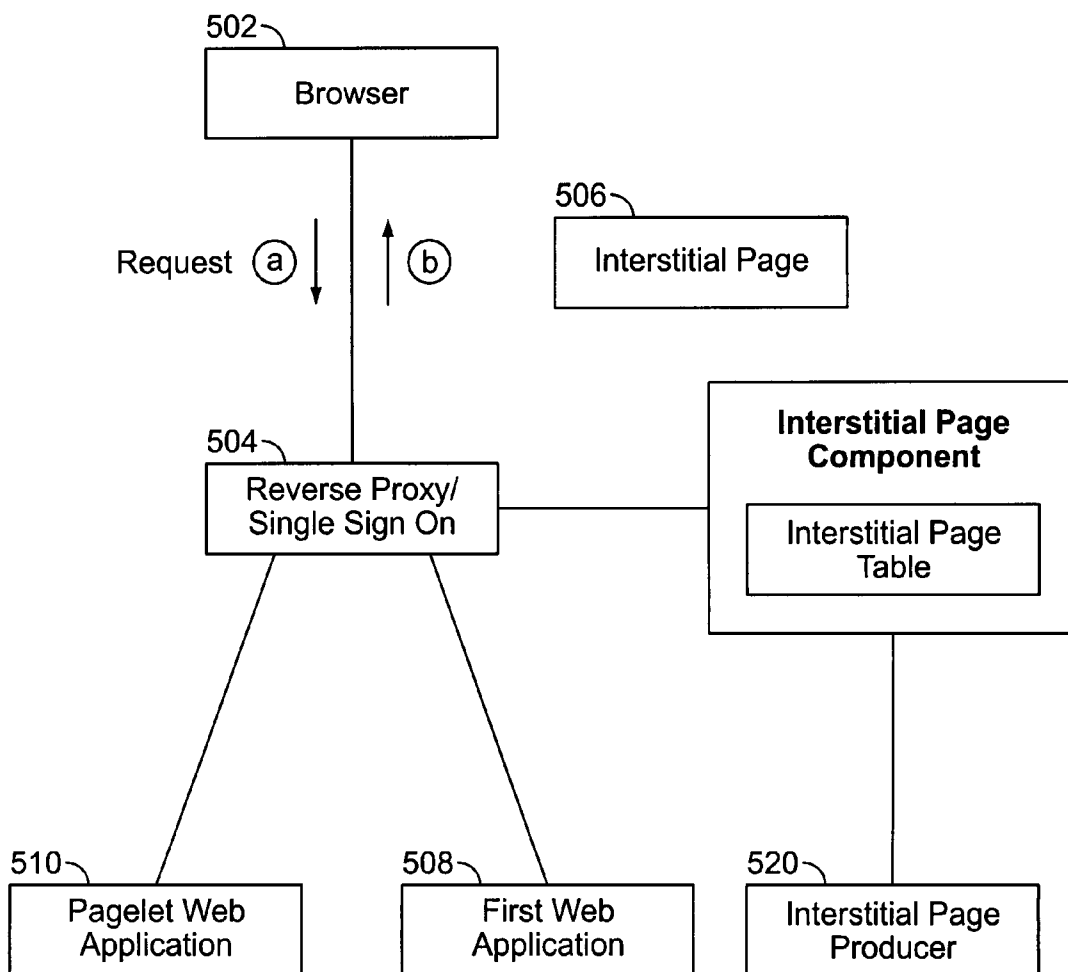 502
Browser
506
Interstitial Page
Request a
b
504
Reverse Proxy/
Single Sign On
Interstitial Page
Component
Interstitial Page
Table
510
Pagelet Web
Application
508
First Web
Application
520
Interstitial Page
Producer